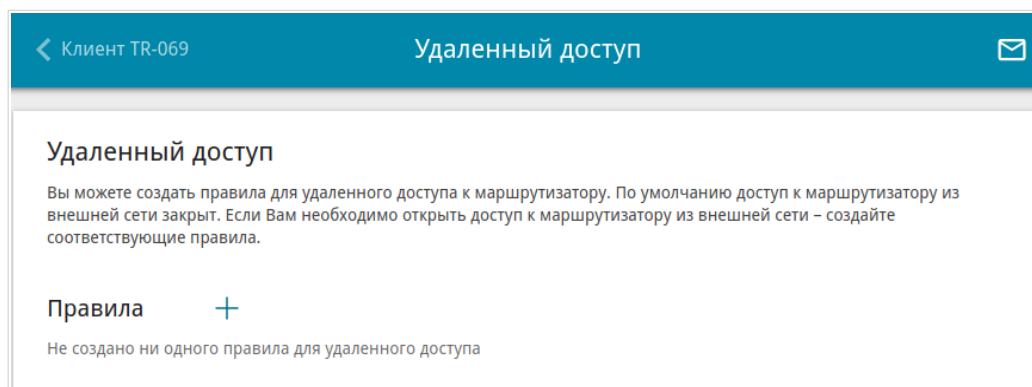 Клиент TR-069
Удаленный доступ
Удаленный доступ
Вы можете создать правила для удаленного доступа к маршрутизатору. По умолчанию доступ к маршрутизатору из
внешней сети закрыт. Если Вам необходимо открыть доступ к маршрутизатору из внешней сети – создайте
соответствующие правила.
Правила
Не создано ни одного правила для удаленного доступа